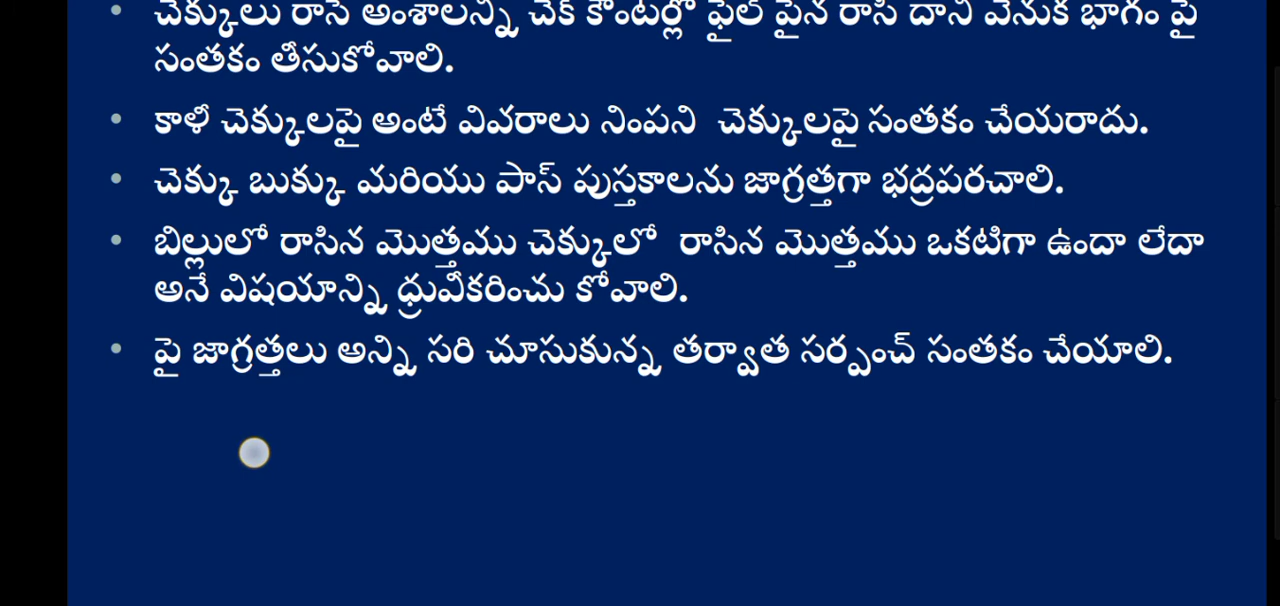 చెక్కులు రాసే అంశాలన్ని చెక్ కౌంటర్లో ఫైల్ పైన రాసి దాని వెనుక భాగం పై
సంతకం తీసుకోవాలి.
• కాళీ చెక్కులపై అంటే వివరాలు నింపని చెక్కులపై సంతకం చేయరాదు.
• చెక్కు బుక్కు మరియు పాస్ పుస్తకాలను జాగ్రత్తగా భద్రపరచాలి.
• బిల్లులో రాసిన మొత్తము చెక్కులో రాసిన మొత్తము ఒకటిగా ఉందా లేదా
అనే విషయాన్ని ధ్రువీకరించు కోవాలి.
• పై జాగ్రత్తలు అన్ని సరి చూసుకున్న తర్వాత సర్పంచ్ సంతకం చేయాలి.